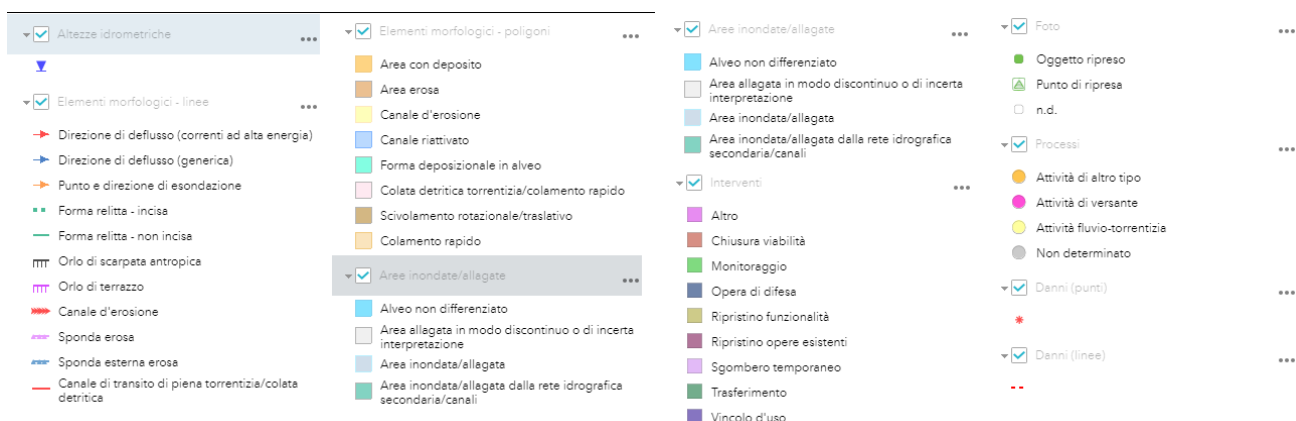 Altezze idrometriche
Elementi morfologici - linee
Direzione di deflusso (correnti ad alta energia)
Direzione di deflusso (generica)
Punto e direzione di esondazione
Forma relitta - incisa
Forma relitta - non incisa
Orlo di scarpata antropica
Orlo di terrazzo
Canale d'erosione
Sponda erosa
Sponda esterna erosa
Canale di transito di piena torrentizia/colata
detritica
Elementi morfologici - poligoni
Area con deposito
Area erosa
Canale d'erosione
Canale riattivato
Forma deposizionale in alveo
Colata detritica torrentizia/colamento rapido
Scivolamento rotazionale/traslativo
Colamento rapido
Aree inondate/allagate
Alveo non differenziato
Area allagata in modo discontinuo o di incerta
interpretazione
Area inondata/allagata
Area inondata/allagata dalla rete idrografica
secondaria/canali
Aree inondate/allagate
Alveo non differenziato
Area allagata in modo discontinuo o di incerta
interpretazione
Area inondata/allagata
Area inondata/allagata dalla rete idrografica
secondaria/canali
Interventi
Altro
Chiusura viabilità
Monitoraggio
Opera di difesa
Ripristino funzionalità
Ripristino opere esistenti
Sgombero temporaneo
Trasferimento
Vincolo d'uso
Foto
Oggetto ripreso
Punto di ripresa
n.d.
Processi
Attività di altro tipo
Attività di versante
Attività fluvio-torrentizia
Non determinato
Danni (punti)
Danni (linee)